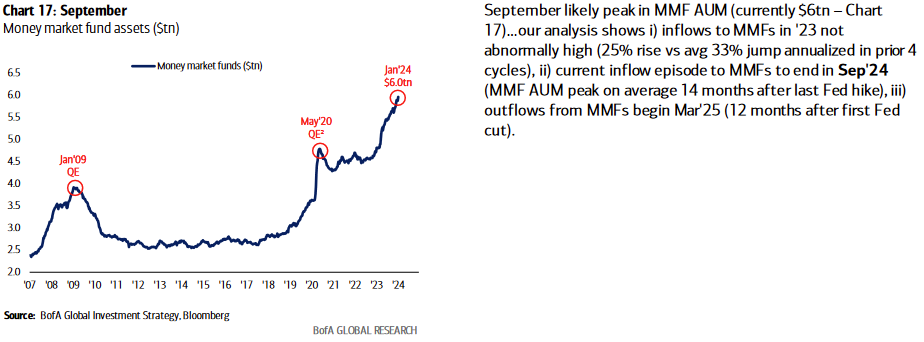 Chart 17: September
Money market fund assets ($tn)
Money market funds ($tn)
6.5
6.0
5.5
5.0
4.5
4.0
3.5
3.0
2.5
2.0
Jan'09
QE
May'20
QE²
Jan'24
$6.0tn
'07 '08 '09 '10 '11 '12 '13 '14 '15 '16 '17 '18 '19 '20 '21 '22 '23 '24
Source: BofA Global Investment Strategy, Bloomberg
BofA GLOBAL RESEARCH
September likely peak in MMF AUM (currently $6tn – Chart
17)...our analysis shows i) inflows to MMFs in '23 not
abnormally high (25% rise vs avg 33% jump annualized in prior 4
cycles), ii) current inflow episode to MMFs to end in Sep'24
(MMF AUM peak on average 14 months after last Fed hike), iii)
outflows from MMFs begin Mar'25 (12 months after first Fed
cut).